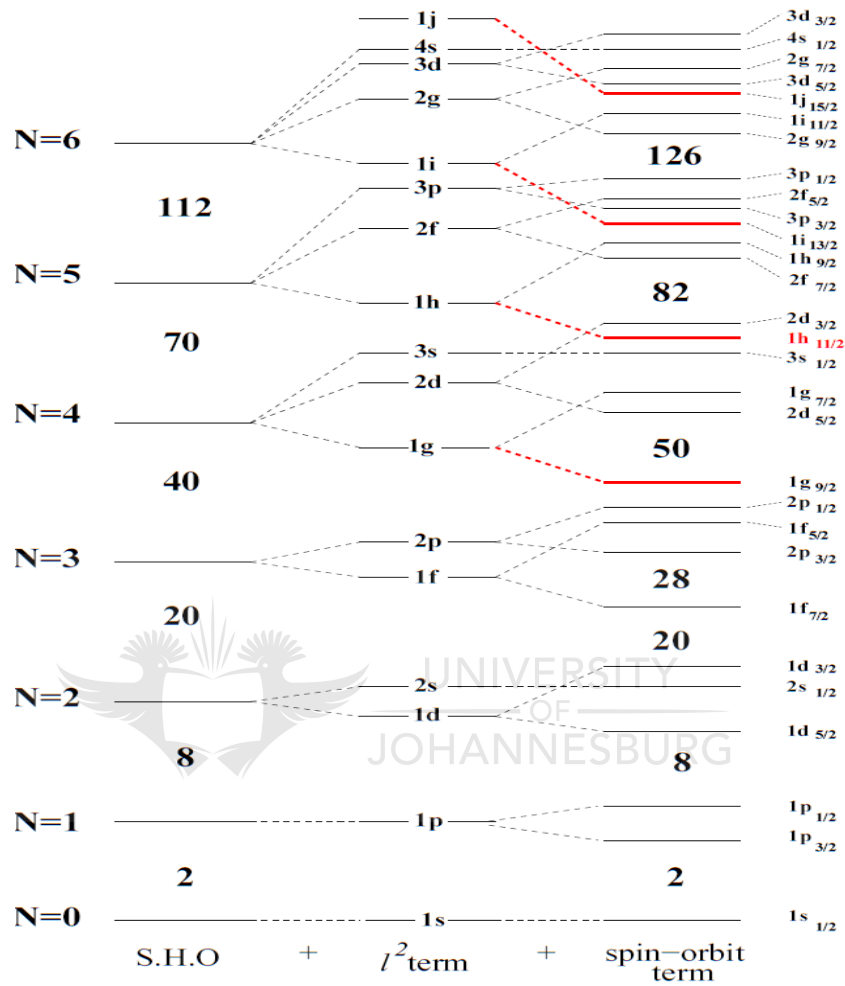 1j
3d 3/2
4s
4s 1/2
3d
2g 7/2
3d 5/2
2g
1j 15/2
1i 11/2
N=6
2g 9/2
126
1i
3p 1/2
3p
2f 5/2
112
3p 3/2
2f
1i 13/2
1h 9/2
N=5
2f 7/2
82
1h
2d 3/2
70
1h 11/2
3s
3s 1/2
2d
1g 7/2
N=4
2d 5/2
1g
50
40
1g 9/2
2p 1/2
1f 5/2
2p
N=3
2p 3/2
1f
28
1f 7/2
20
20
UNIVERSITY
1d 3/2
2s
2s 1/2
N=2
OF
1d
1d 5/2
JOHANNESBURG
8
8
1p 1/2
N=1
1p
1p 3/2
2
2
N=0
1s
1s 1/2
S.H.O + l² term + spin-orbit
term